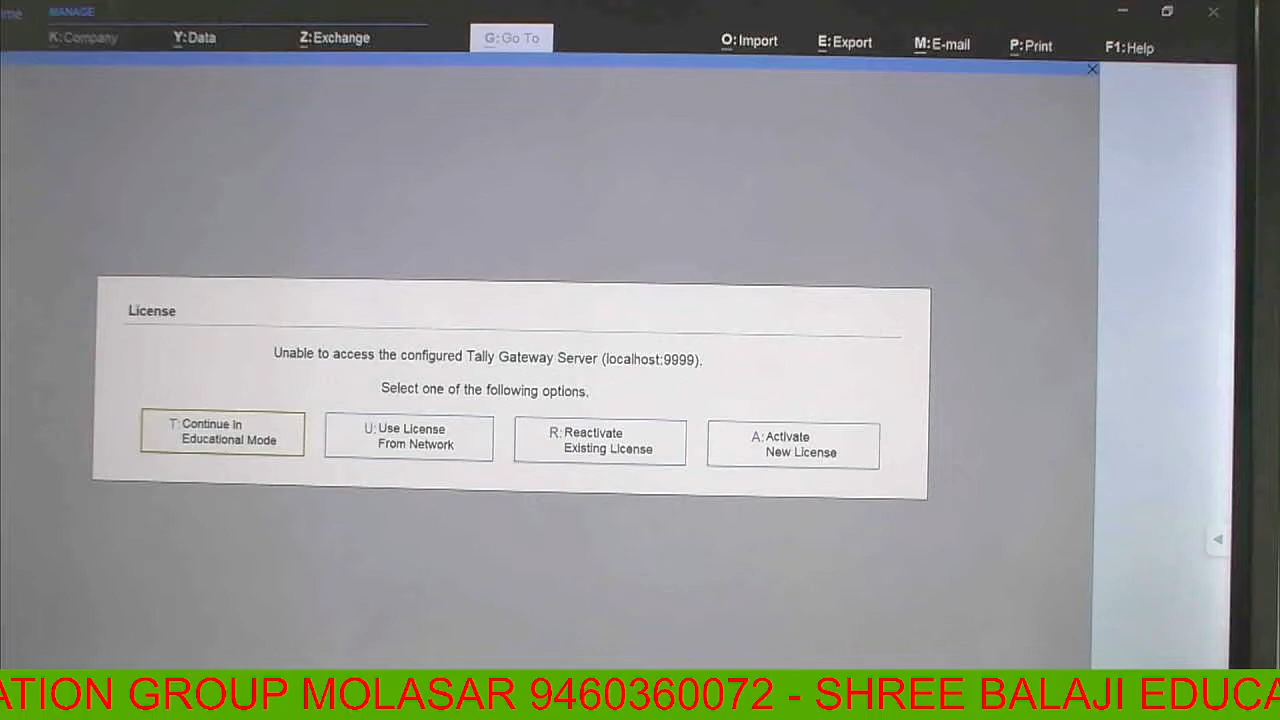 MANAGE
K:Company Y:Data Z:Exchange G:Go To O:Import E:Export M:E-mail P:Print F1:Help
License
Unable to access the configured Tally Gateway Server (localhost:9999).
Select one of the following options.
T:Continue In
Educational Mode
U:Use License
From Network
R:Reactivate
Existing License
A:Activate
New License
GROUP MOLASAR 9460360072 - SHREE BALAJI